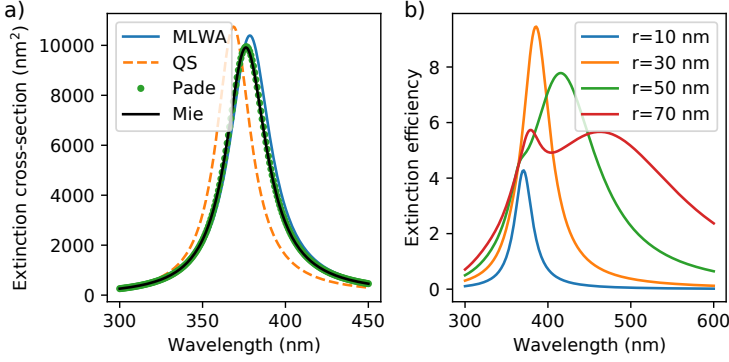 a)
Extinction cross-section (nm²)
10000
8000
6000
4000
2000
0
300
350
400
450
Wavelength (nm)
MLWA
QS
Pade
Mie
b)
Extinction efficiency
8
6
4
2
0
300
400
500
600
Wavelength (nm)
r=10 nm
r=30 nm
r=50 nm
r=70 nm